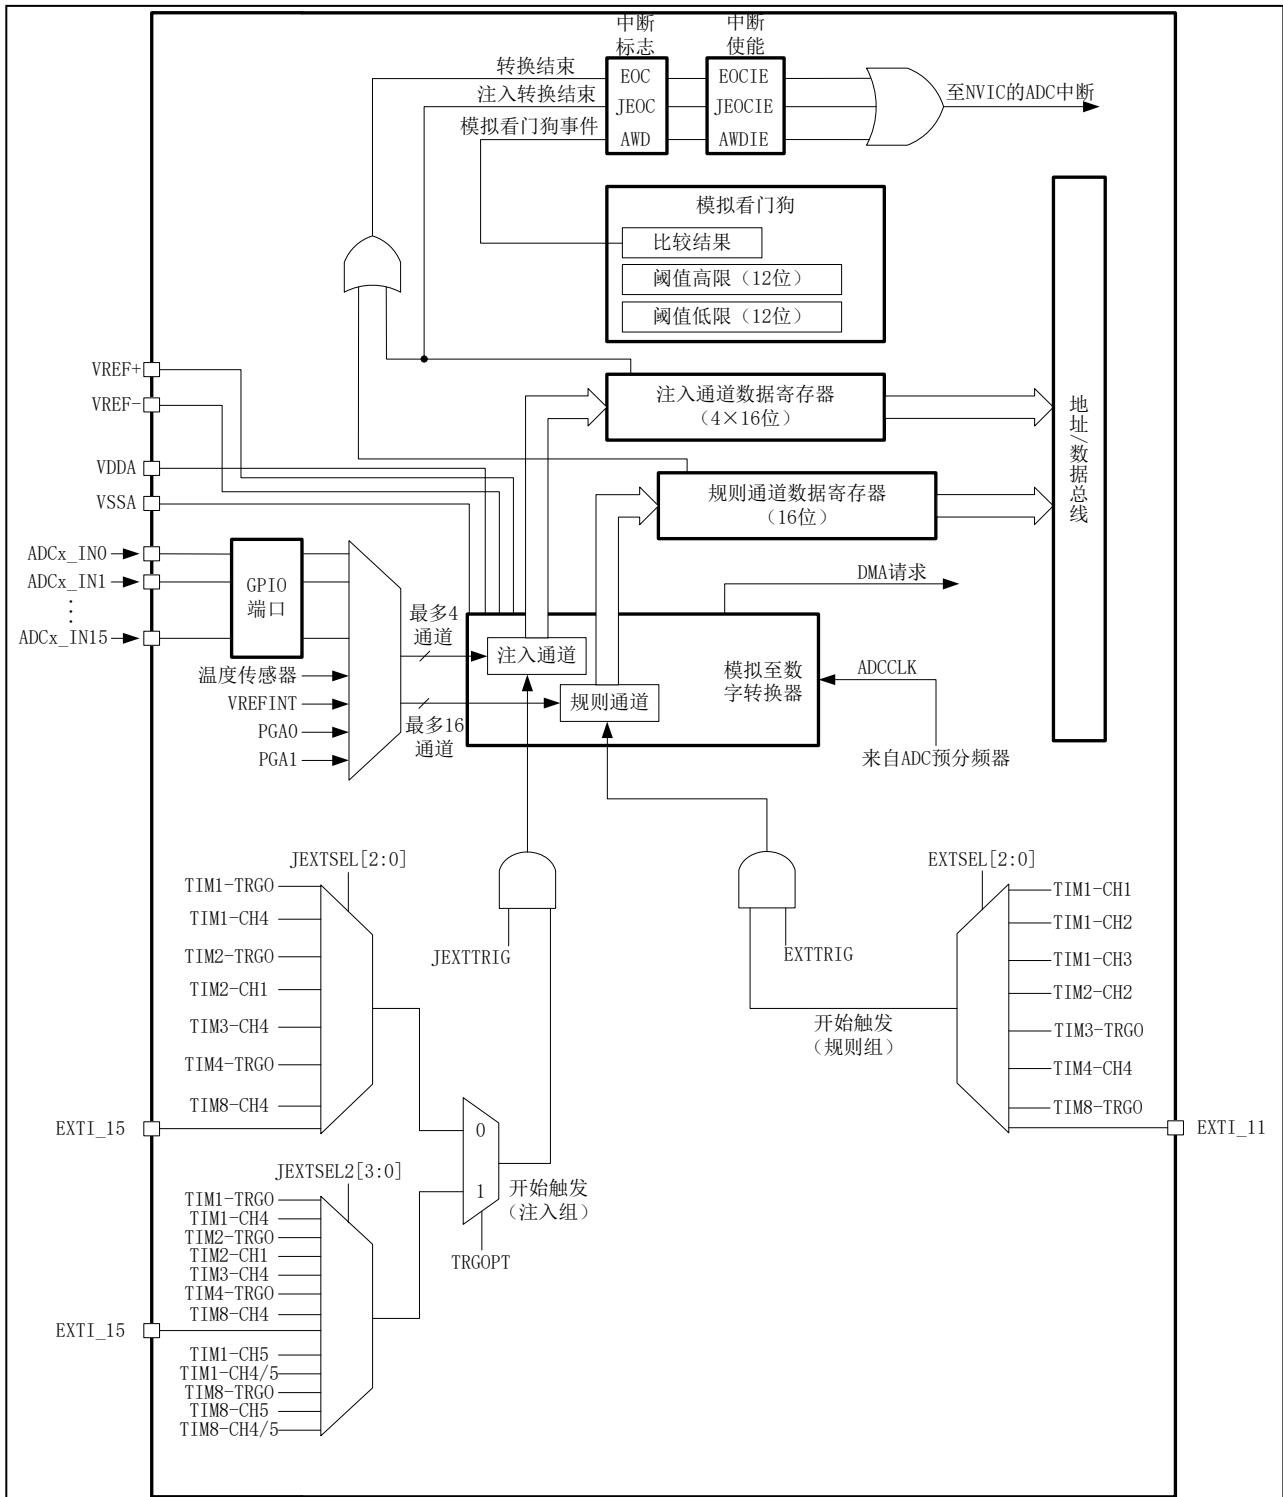 中断
标志
中断
使能
转换结束
EOC
EOCIE
注入转换结束
JEOC
JEOCIE
至NVIC的ADC中断
模拟看门狗事件
AWD
AWDIE
模拟看门狗
比较结果
阈值高限（12位）
阈值低限（12位）
VREF+
VREF-
VDDA
VSSA
注入通道数据寄存器
（4×16位）
规则通道数据寄存器
（16位）
地址/数据总线
ADCx_IN0
ADCx_IN1
⋮
ADCx_IN15
GPIO
端口
温度传感器
VREFINT
PGA0
PGA1
最多4
通道
最多16
通道
注入通道
规则通道
模拟至数
字转换器
DMA请求
ADCCLK
来自ADC预分频器
JEXTSEL[2:0]
TIM1-TRGO
TIM1-CH4
TIM2-TRGO
TIM2-CH1
TIM3-CH4
TIM4-TRGO
TIM8-CH4
EXTI_15
JEXTTRIG
EXTTRIG
EXTSEL[2:0]
TIM1-CH1
TIM1-CH2
TIM1-CH3
TIM2-CH2
TIM3-TRGO
TIM4-CH4
TIM8-TRGO
EXTI_11
开始触发
（规则组）
0
1
TRGOPT
开始触发
（注入组）
JEXTSEL2[3:0]
TIM1-TRGO
TIM1-CH4
TIM2-TRGO
TIM2-CH1
TIM3-CH4
TIM4-TRGO
TIM8-CH4
EXTI_15
TIM1-CH5
TIM1-CH4/5
TIM8-TRGO
TIM8-CH5
TIM8-CH4/5